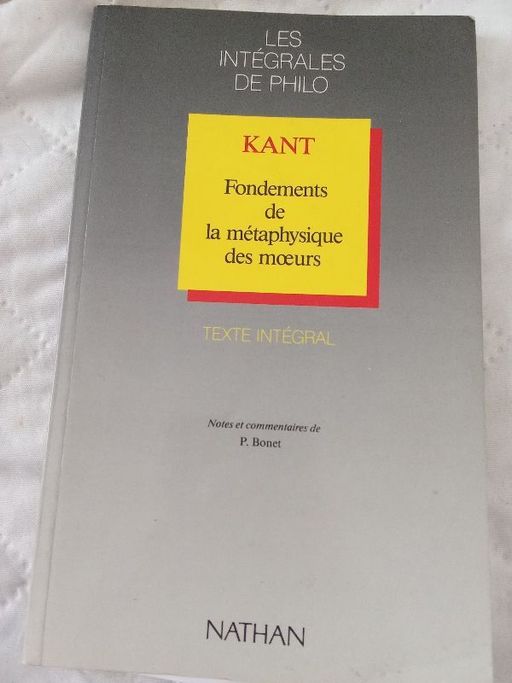 LES
INTÉGRALES
DE PHILO
KANT
Fondements
de
la métaphysique
des mœurs
TEXTE INTÉGRAL
Notes et commentaires de
P. Bonet
NATHAN